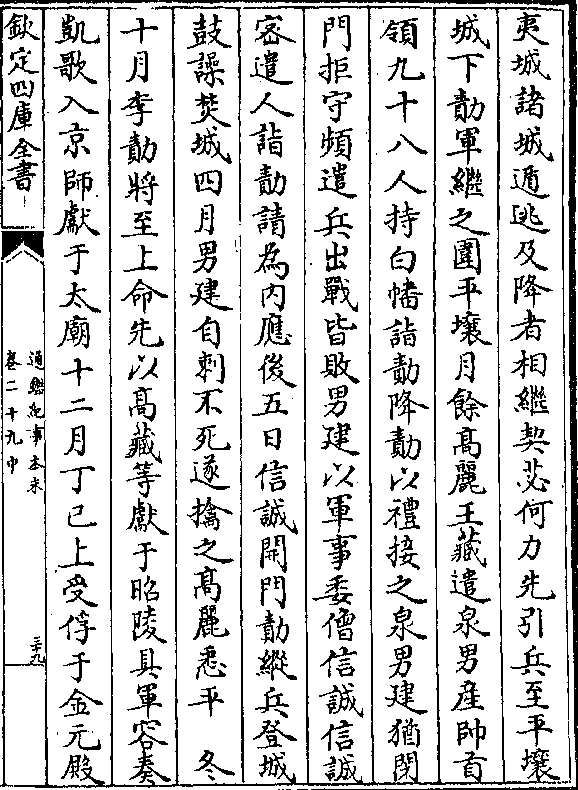 夷城諸城遁逃及降者相繼契苾何力先引兵至平壤
城下勣軍繼之圍平壤月餘高麗王藏遣泉男產帥首
領九十八人持白幡詣勣降勣以禮接之泉男建猶閉
門拒守頻遣兵出戰皆敗男建以軍事委僧信誠信誠
密遣人詣勣請為内應後五日信誠開門勣縱兵登城
鼓譟焚城四月男建自刺不死遂擒之高麗悉平　冬
十月李勣將至上命先以高藏等獻于昭陵具軍容奏
凱歌入京師獻于太廟十二月丁巳上受俘于金元殿
欽定四庫全書
通鑑紀事本末
卷二十九中
三十九